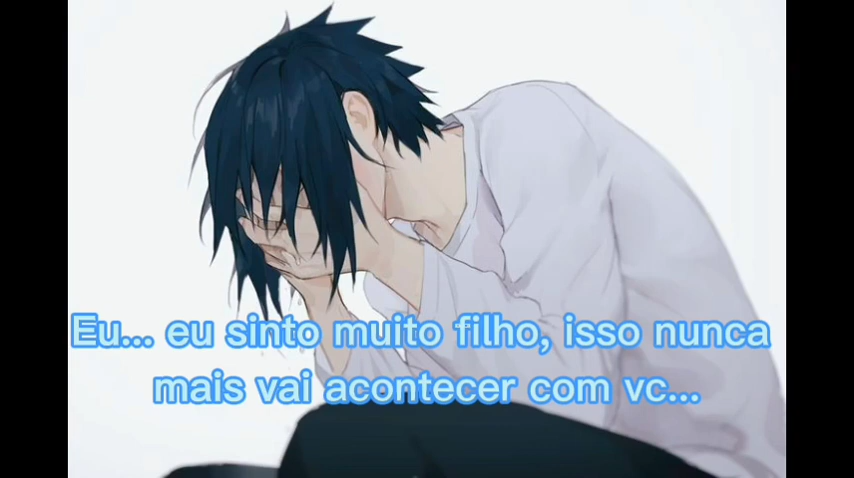 Eu... eu sinto muito filho, isso nunca
mais vai acontecer com vc...